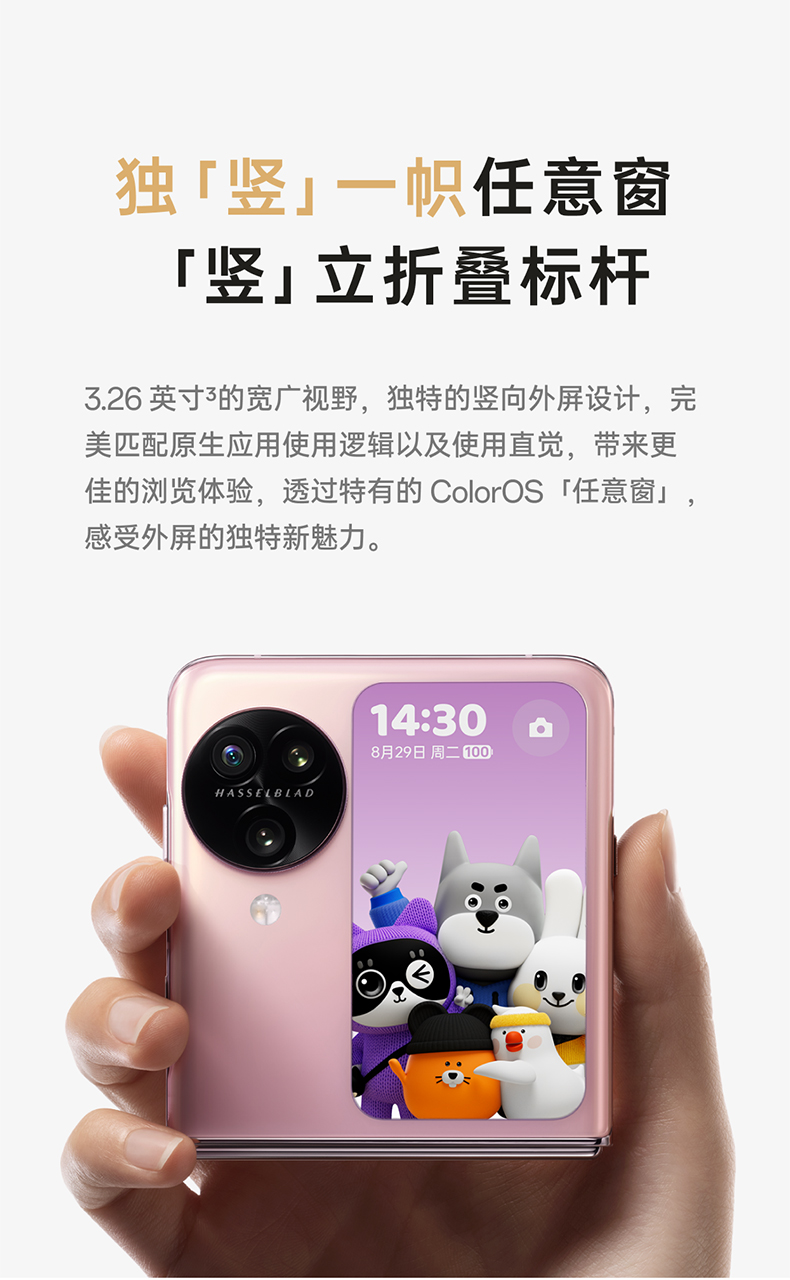 独「竖」一帜任意窗
「竖」立折叠标杆
3.26 英寸³的宽广视野，独特的竖向外屏设计，完
美匹配原生应用使用逻辑以及使用直觉，带来更
佳的浏览体验，透过特有的 ColorOS「任意窗」，
感受外屏的独特新魅力。
14:30
8月29日 周二 100
HASSELBLAD